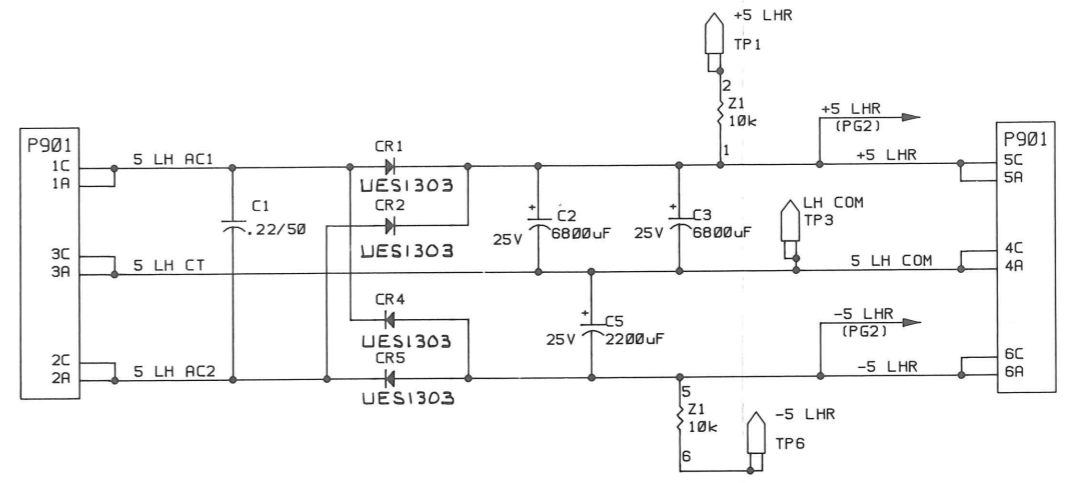 +5 LHR
TP1
2
Z1
10k
1
+5 LHR
(PG2)
P901
P901
CR1
1C
5 LH AC1
+5 LHR
5C
1A
UES1303
5A
CR2
C1
.22/50
UES1303
+
C2
25V
6800uF
+
C3
25V
6800uF
LH COM
TP3
3C
4C
3A
5 LH CT
5 LH COM
4A
CR4
+
C5
25V
2200uF
-5 LHR
(PG2)
UES1303
CR5
2C
6C
2A
5 LH AC2
-5 LHR
6A
UES1303
5
Z1
10k
6
-5 LHR
TP6